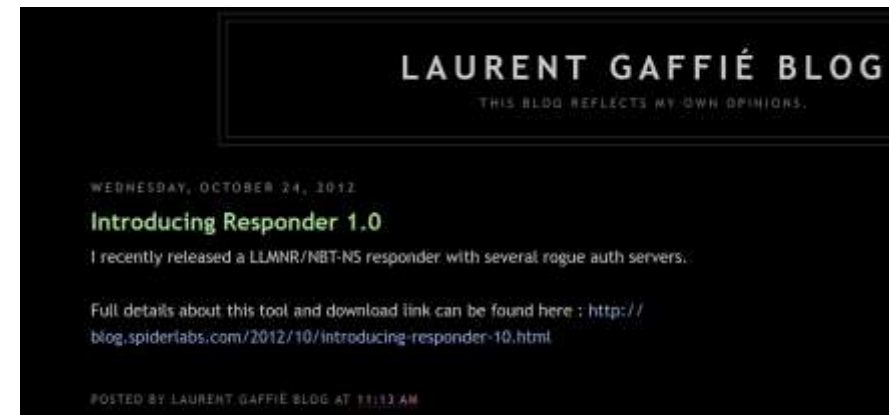 LAURENT GAFFIÉ BLOG
THIS BLOG REFLECTS MY OWN OPINIONS.
WEDNESDAY, OCTOBER 24, 2012
Introducing Responder 1.0
I recently released a LLMNR/NBT-NS responder with several rogue auth servers.
Full details about this tool and download link can be found here : http://
blog.spiderlabs.com/2012/10/introducing-responder-10.html
POSTED BY LAURENT GAFFIÉ BLOG AT 11:13 AM